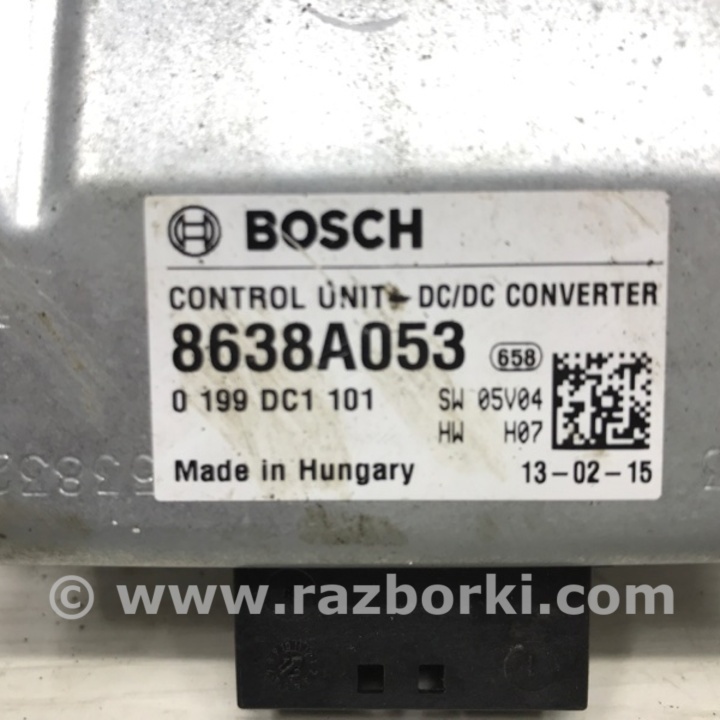 BOSCH
CONTROL UNIT - DC/DC CONVERTER
8638A053 658
0 199 DC1 101 SW 05V04
HW H07
Made in Hungary 13-02-15
© www.razborki.com